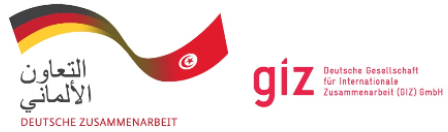 التعاون
الألماني
DEUTSCHE ZUSAMMENARBEIT
giz
Deutsche Gesellschaft
für Internationale
Zusammenarbeit (GIZ) GmbH